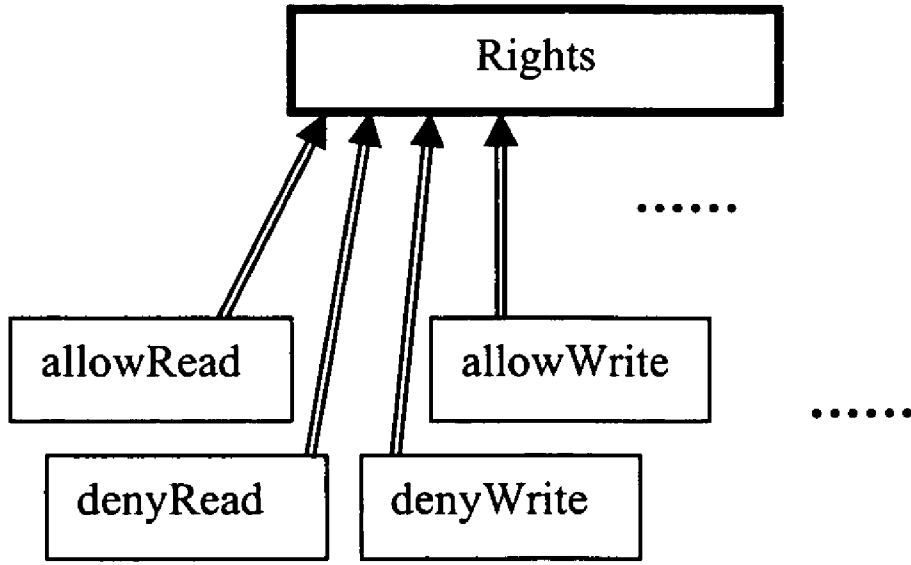 Rights
......
allowRead
allowWrite
......
denyRead
denyWrite